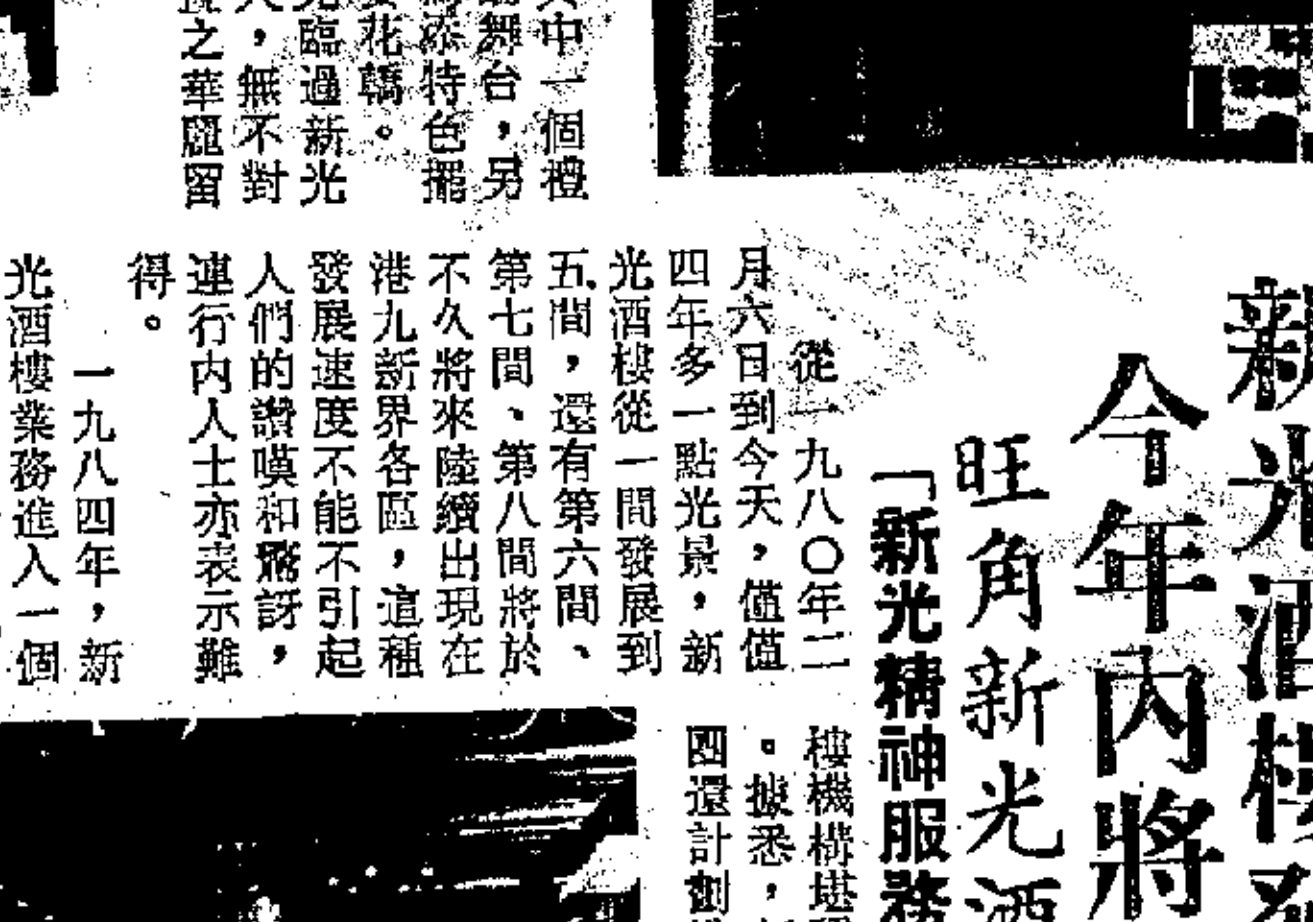 新光酒樓
今年內將
旺角新光酒
「新光精神服務
從一九八〇年二
月六日到今天，僅僅
四年多一點光景，新
光酒樓從一間發展到
五間，還有第六間、
第七間、第八間將於
不久將來陸續出現在
港九新界各區，這種
發展速度不能不引起
人們的讚嘆和驚訝，
連行內人士亦表示難
得。
一九八四年，新
光酒樓業務進入一個
中一個禮
舞台，另
添特色擺
花轎。
臨過新光
，無不對
之華麗留
樓機構堪
。據悉，
團還計劃